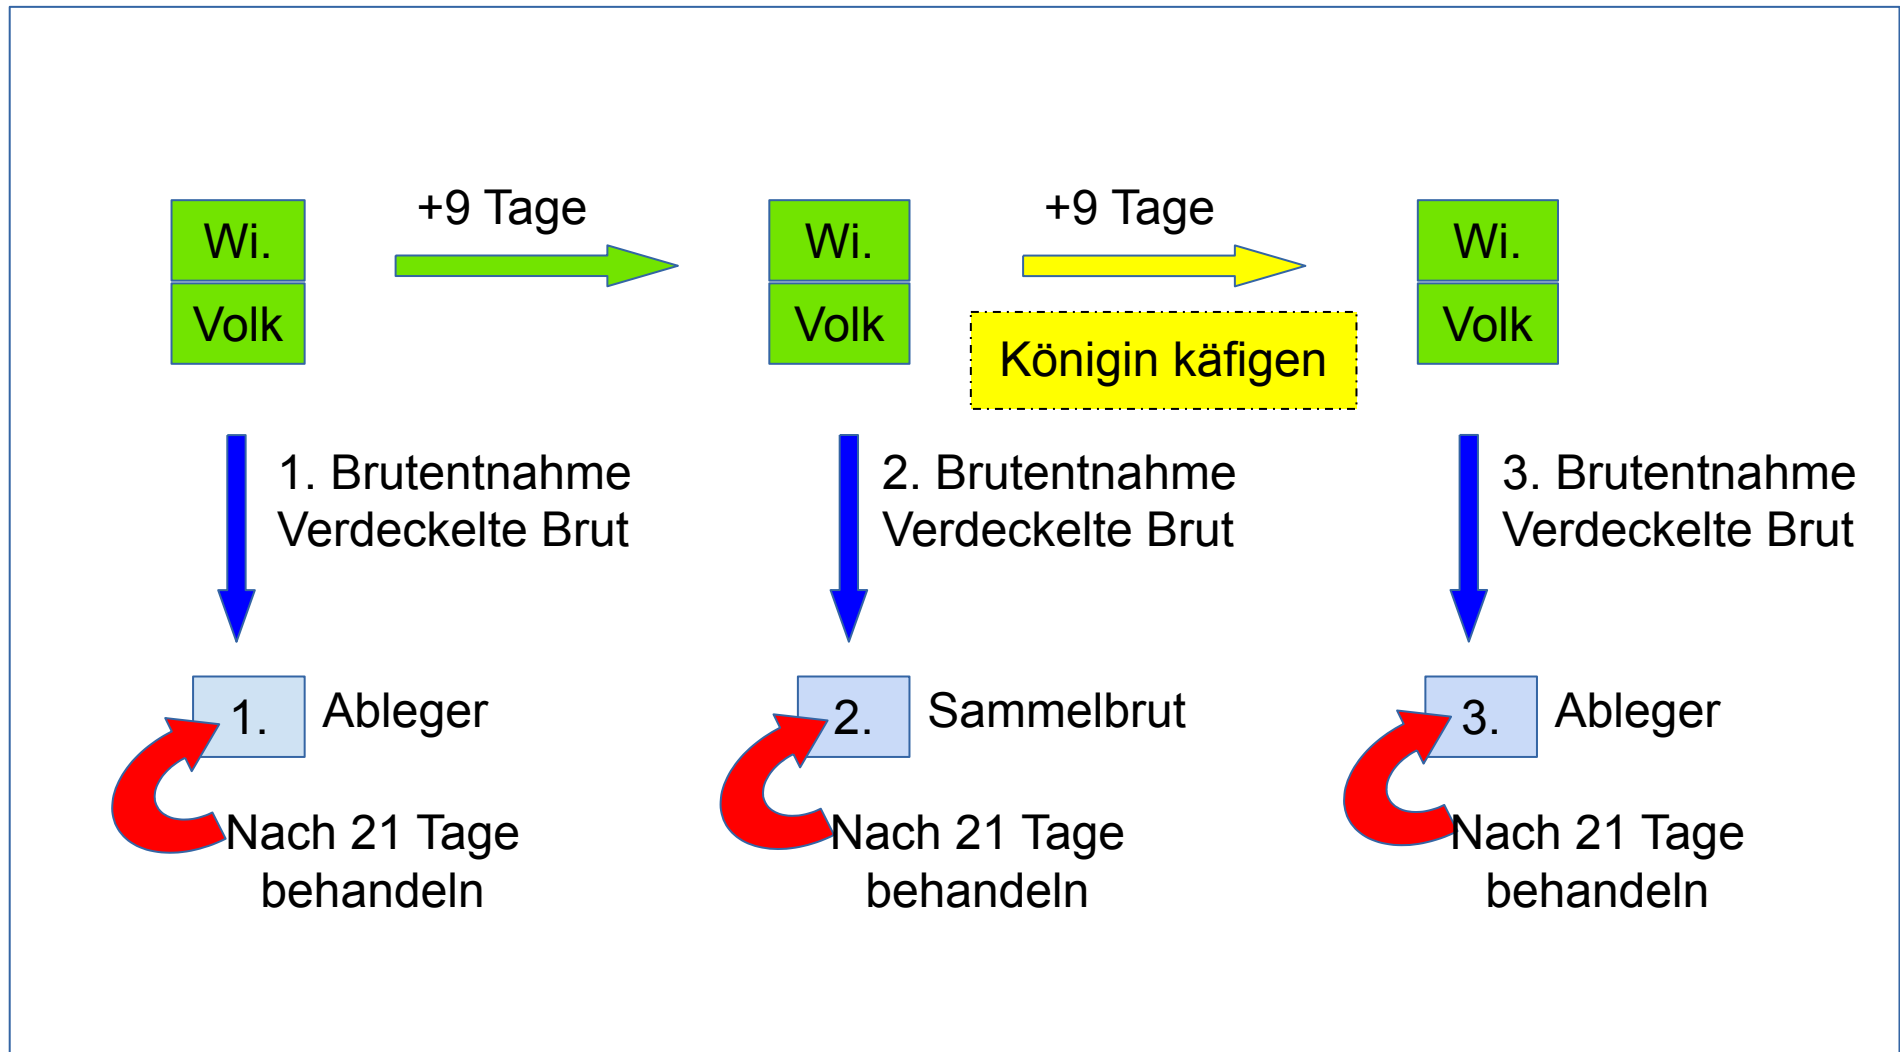 +9 Tage
+9 Tage
Wi.
Volk
Wi.
Volk
Königin käfigen
Wi.
Volk
1. Brutentnahme
Verdeckelte Brut
2. Brutentnahme
Verdeckelte Brut
3. Brutentnahme
Verdeckelte Brut
1.
Ableger
2.
Sammelbrut
3.
Ableger
Nach 21 Tage
behandeln
Nach 21 Tage
behandeln
Nach 21 Tage
behandeln